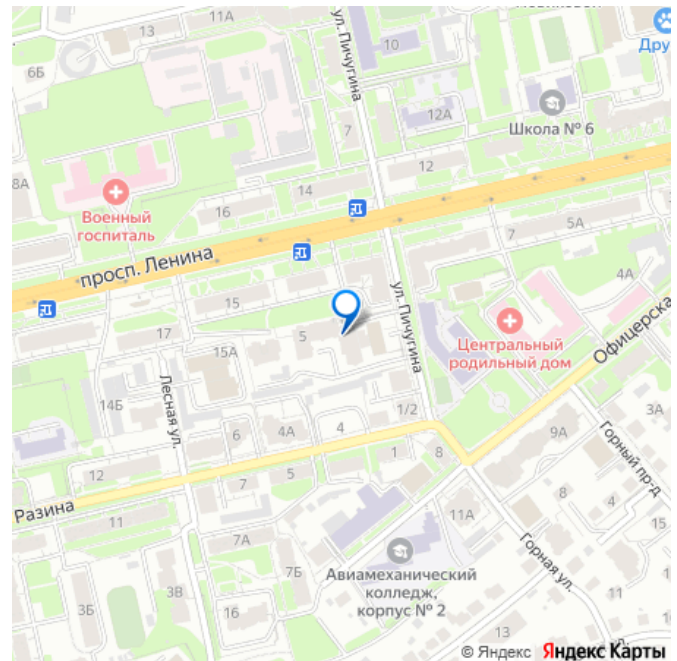 11А
13
6Б
ул. Пичугина
10
Дру
12А
7
Школа № 6
12
8А
14
16
Военный
госпиталь
5А
7
просп. Ленина
4А
15
ул. Пичугина
17
5
15А
Центральный
родильный дом
Офицерска
14Б
Лесная ул.
1/2
3А
6
4А
4
9А
Горный пр-д
12
1
8
7
5
8
4
Разина
11
11А
15
7А
Авиамеханический
колледж,
корпус № 2
7Б
Горная ул.
3В
3Б
16
13
© Яндекс Яндекс Карты